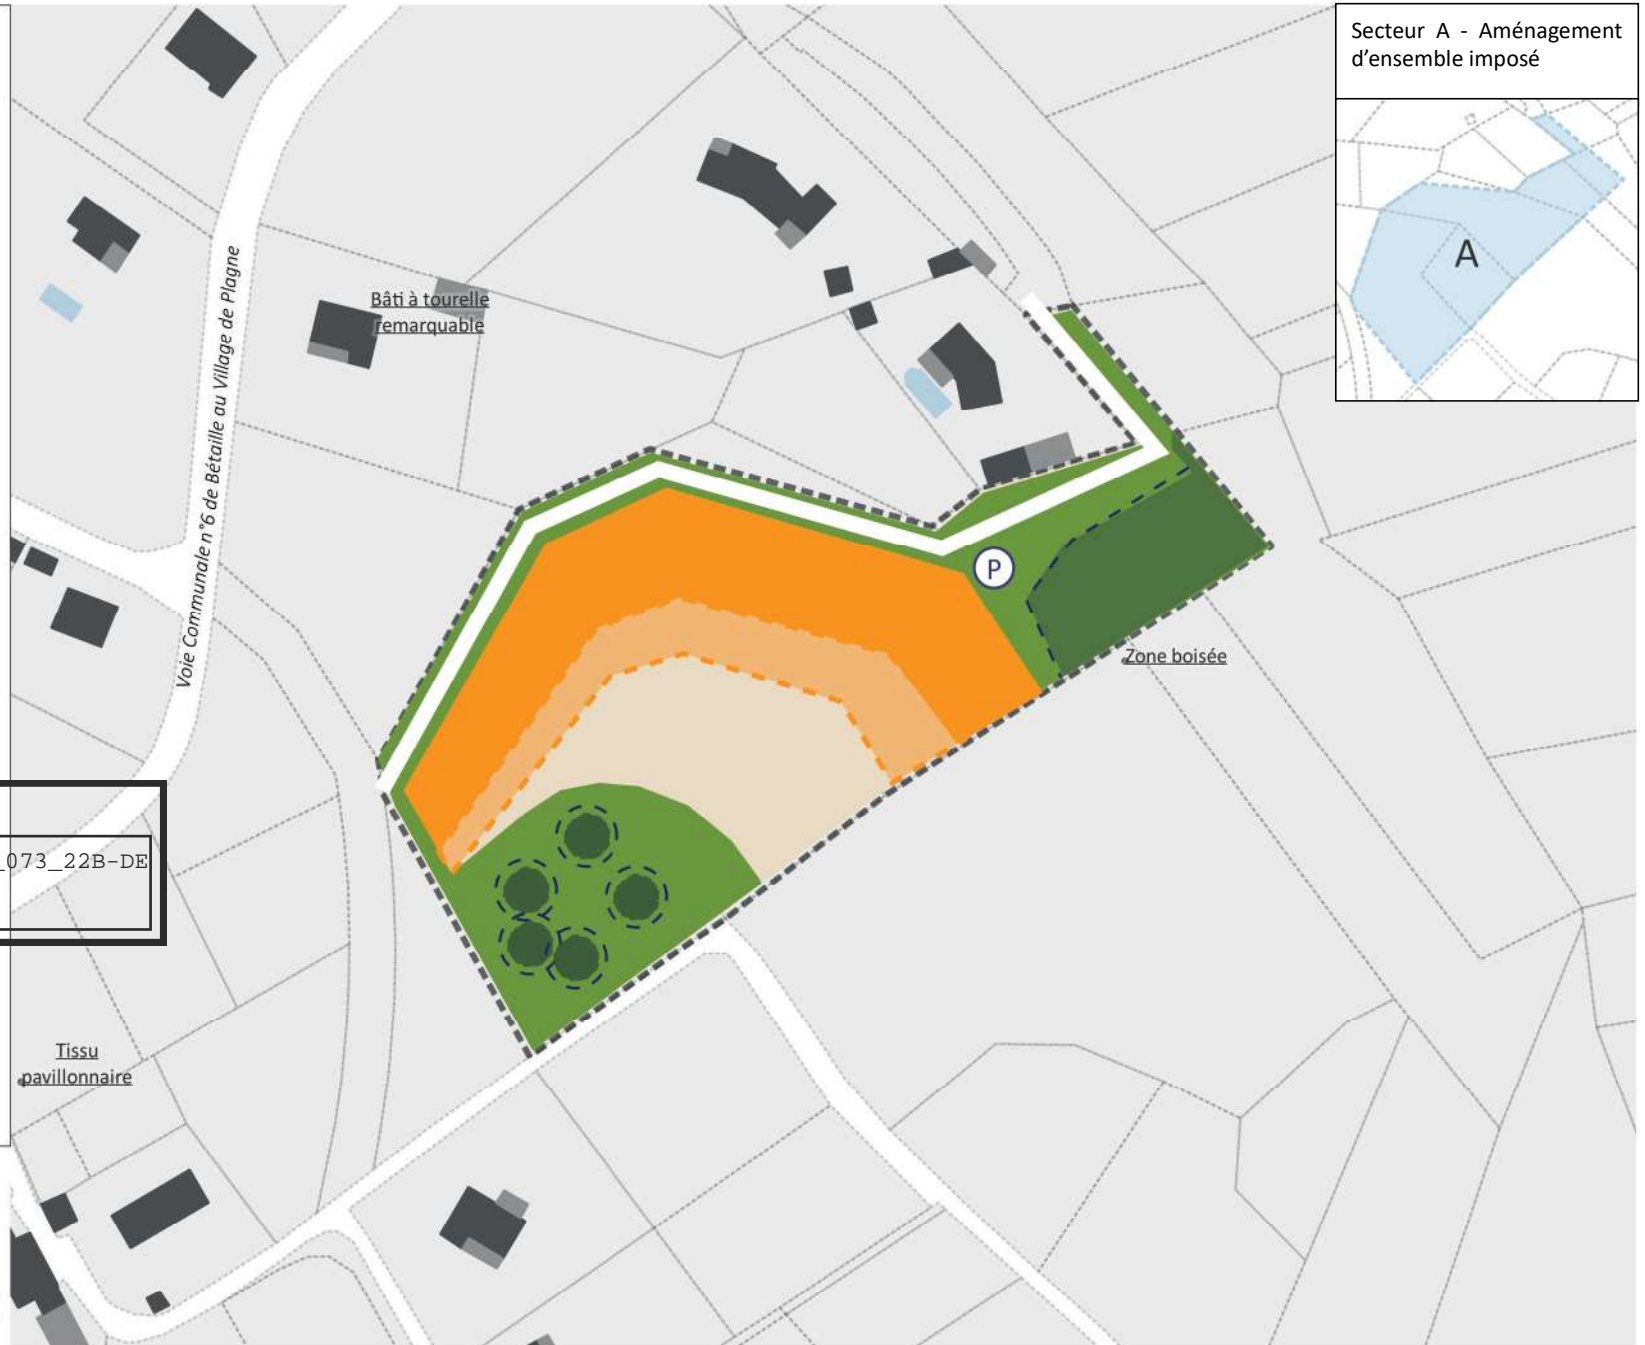 Secteur A - Aménagement
d'ensemble imposé
A
Bâti à tourelle
remarquable
Voie Communale n°6 de Bétaille au Village de Plagne
P
Zone boisée
_073_22B-DE
Tissu
pavillonnaire